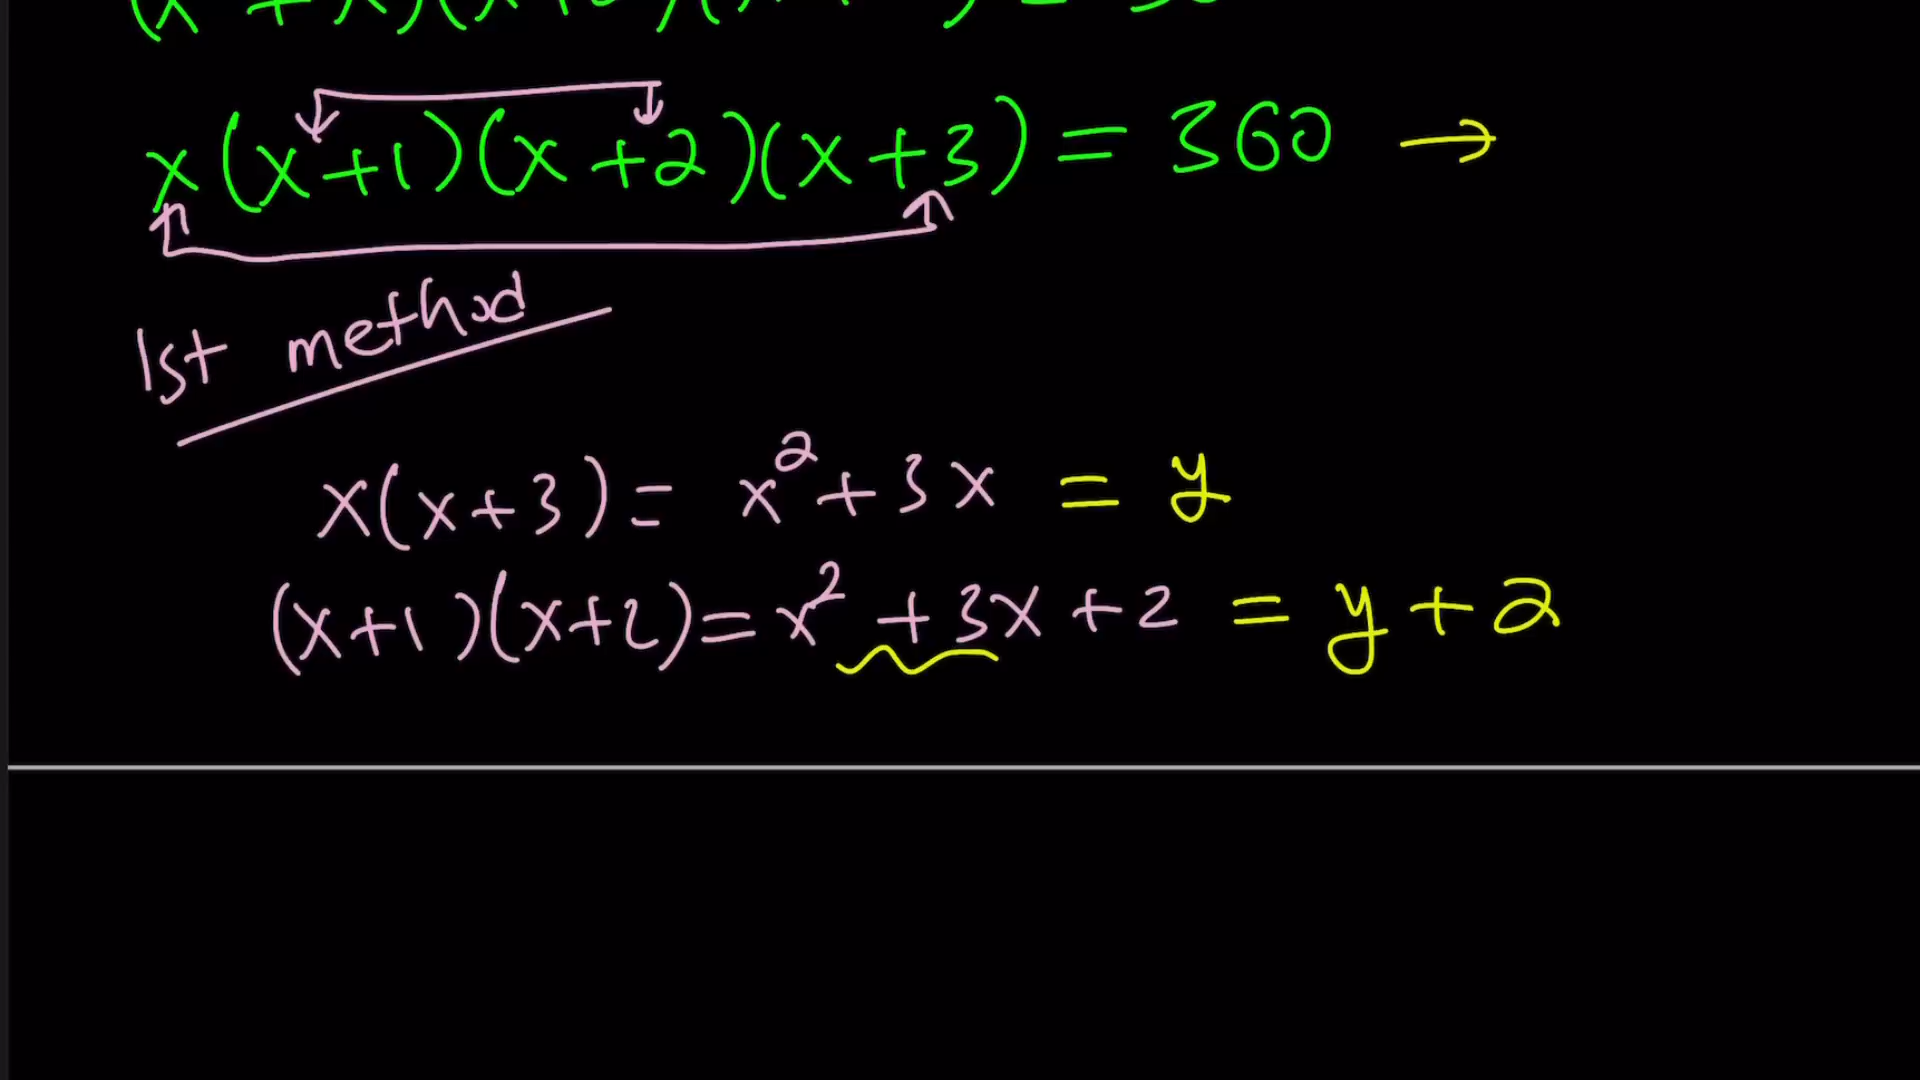 x(x+1)(x+2)(x+3) = 360 →
1st method
x(x+3) = x²+3x = y
(x+1)(x+2) = x²+3x+2 = y+2